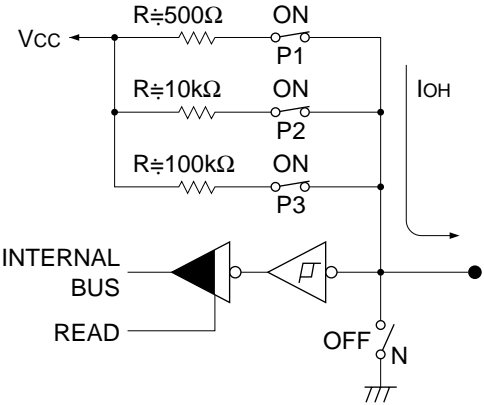 R≒500Ω ON
VCC
P1
R≒10kΩ ON
P2
IOH
R≒100kΩ ON
P3
INTERNAL
BUS
READ
OFF
N